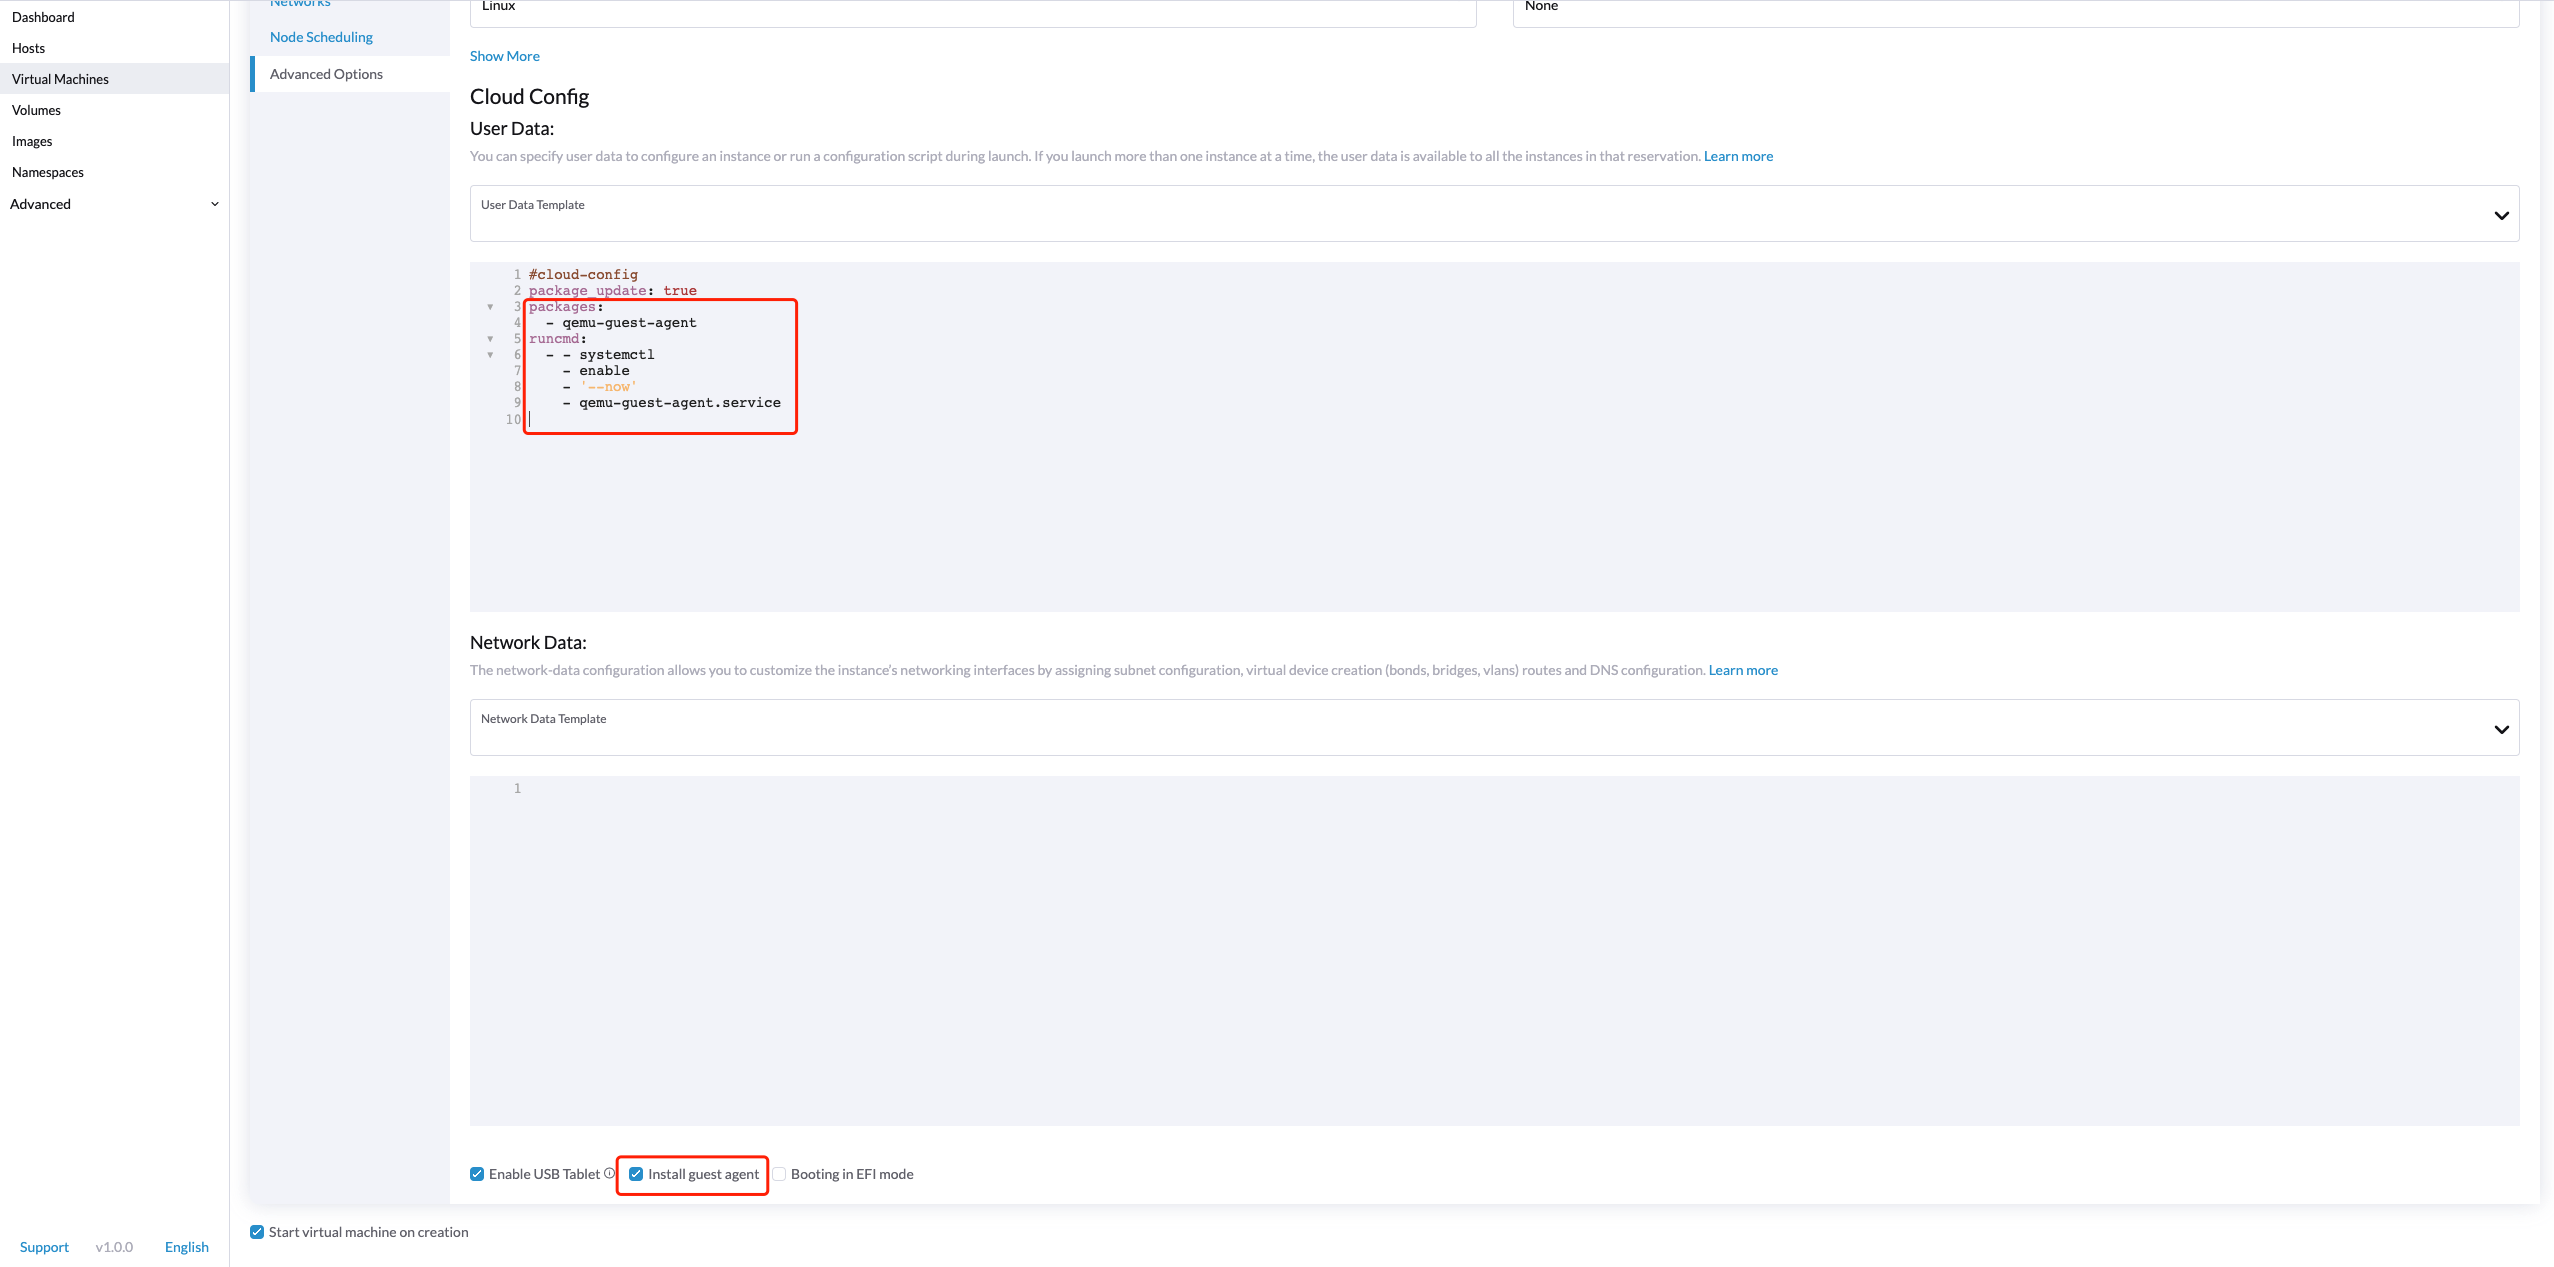 Dashboard
Hosts
Virtual Machines
Volumes
Images
Namespaces
Advanced
Support
v1.0.0
English
Networks
Node Scheduling
Advanced Options
Linux
None
Show More
Cloud Config
User Data:
You can specify user data to configure an instance or run a configuration script during launch. If you launch more than one instance at a time, the user data is available to all the instances in that reservation. Learn more
User Data Template
1 #cloud-config
2 package_update: true
3 packages:
4   - qemu-guest-agent
5 runcmd:
6   - - systemctl
7     - enable
8     - '--now'
9     - qemu-guest-agent.service
10
Network Data:
The network-data configuration allows you to customize the instance's networking interfaces by assigning subnet configuration, virtual device creation (bonds, bridges, vlans) routes and DNS configuration. Learn more
Network Data Template
1
Enable USB Tablet
Install guest agent
Booting in EFI mode
Start virtual machine on creation